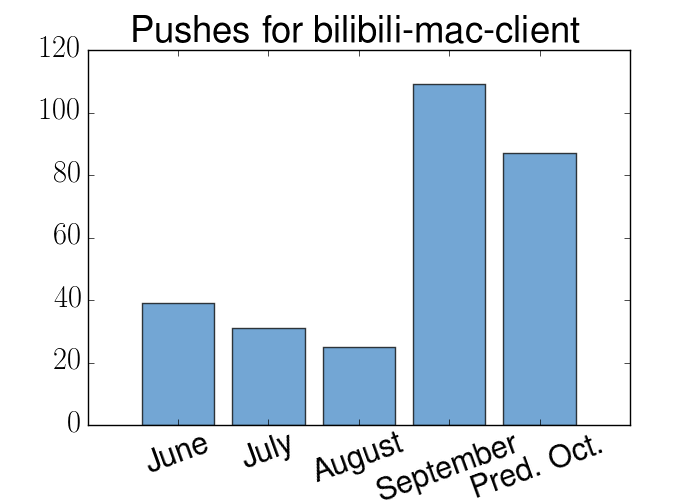 Pushes for bilibili-mac-client
120
100
80
60
40
20
0
June
July
August
September
Pred. Oct.